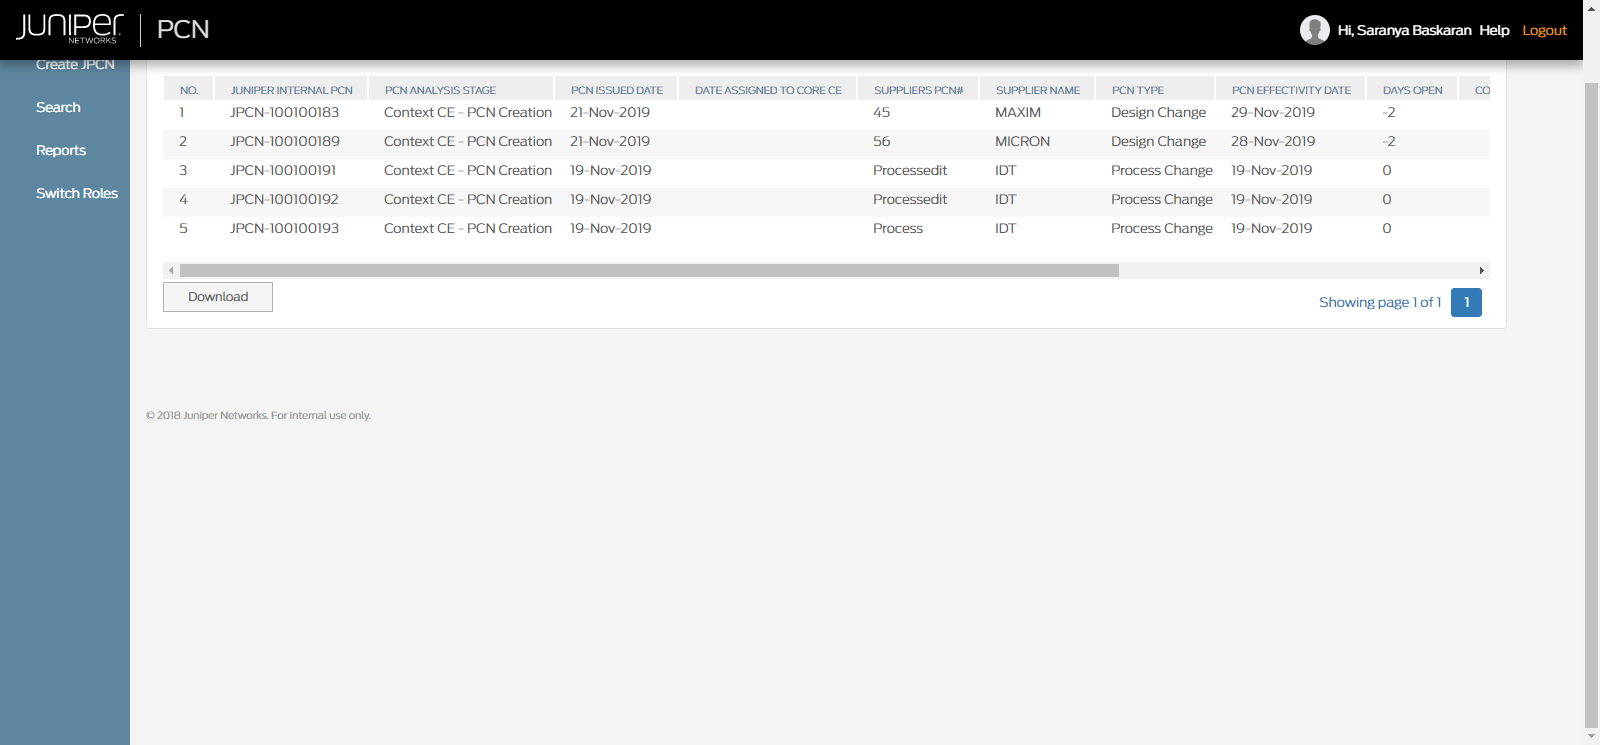 JUNIPER NETWORKS PCN Hi, Saranya Baskaran Help Logout
Create JPCN
Search
Reports
Switch Roles
NO. JUNIPER INTERNAL PCN PCN ANALYSIS STAGE PCN ISSUED DATE DATE ASSIGNED TO CORE CE SUPPLIERS PCN# SUPPLIER NAME PCN TYPE PCN EFFECTIVITY DATE DAYS OPEN CO
1 JPCN-100100183 Context CE - PCN Creation 21-Nov-2019 45 MAXIM Design Change 29-Nov-2019 -2
2 JPCN-100100189 Context CE - PCN Creation 21-Nov-2019 56 MICRON Design Change 28-Nov-2019 -2
3 JPCN-100100191 Context CE - PCN Creation 19-Nov-2019 Processedit IDT Process Change 19-Nov-2019 0
4 JPCN-100100192 Context CE - PCN Creation 19-Nov-2019 Processedit IDT Process Change 19-Nov-2019 0
5 JPCN-100100193 Context CE - PCN Creation 19-Nov-2019 Process IDT Process Change 19-Nov-2019 0
Download
Showing page 1 of 1 1
© 2018 Juniper Networks. For internal use only.